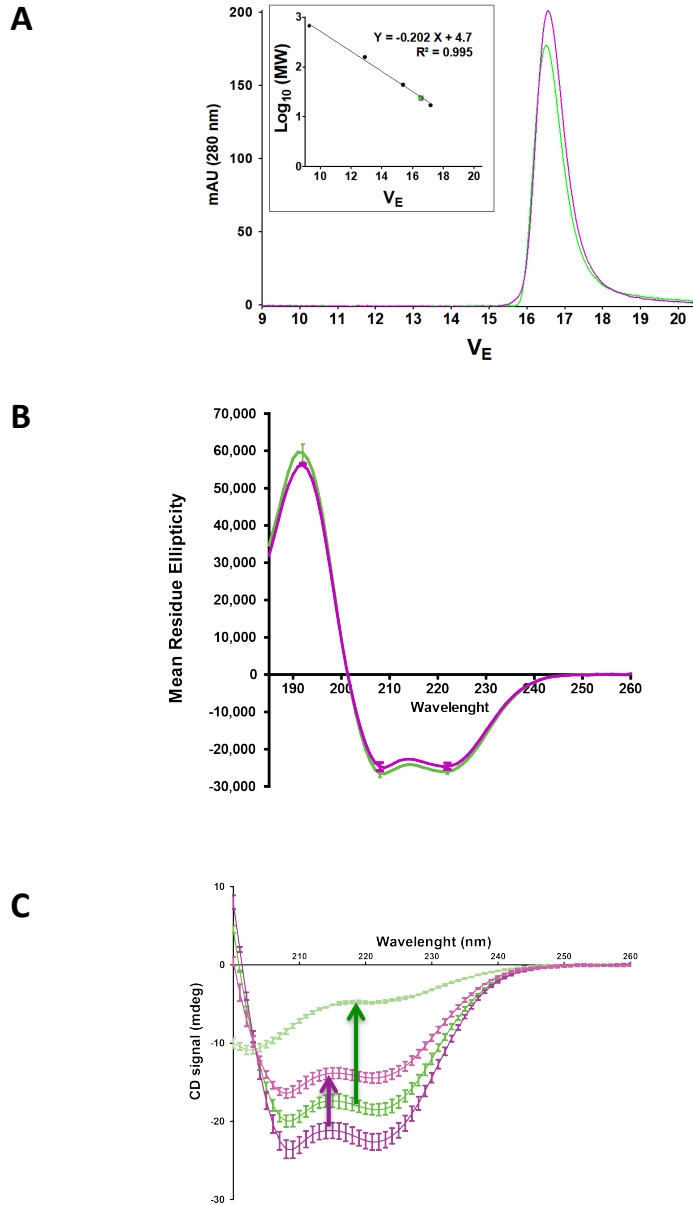 A
200
150
100
50
0
mAU (280 nm)
9 10 11 12 13 14 15 16 17 18 19 20
VE
3
2
1
0
Log10 (MW)
Y = -0.202 X + 4.7
R² = 0.995
10 12 14 16 18 20
VE
B
70,000
60,000
50,000
40,000
30,000
20,000
10,000
0
-10,000
-20,000
-30,000
Mean Residue Ellipticity
190 200 210 220 230 240 250 260
Wavelenght
C
10
0
-10
-20
-30
CD signal (mdeg)
Wavelenght (nm)
210 220 230 240 250 260